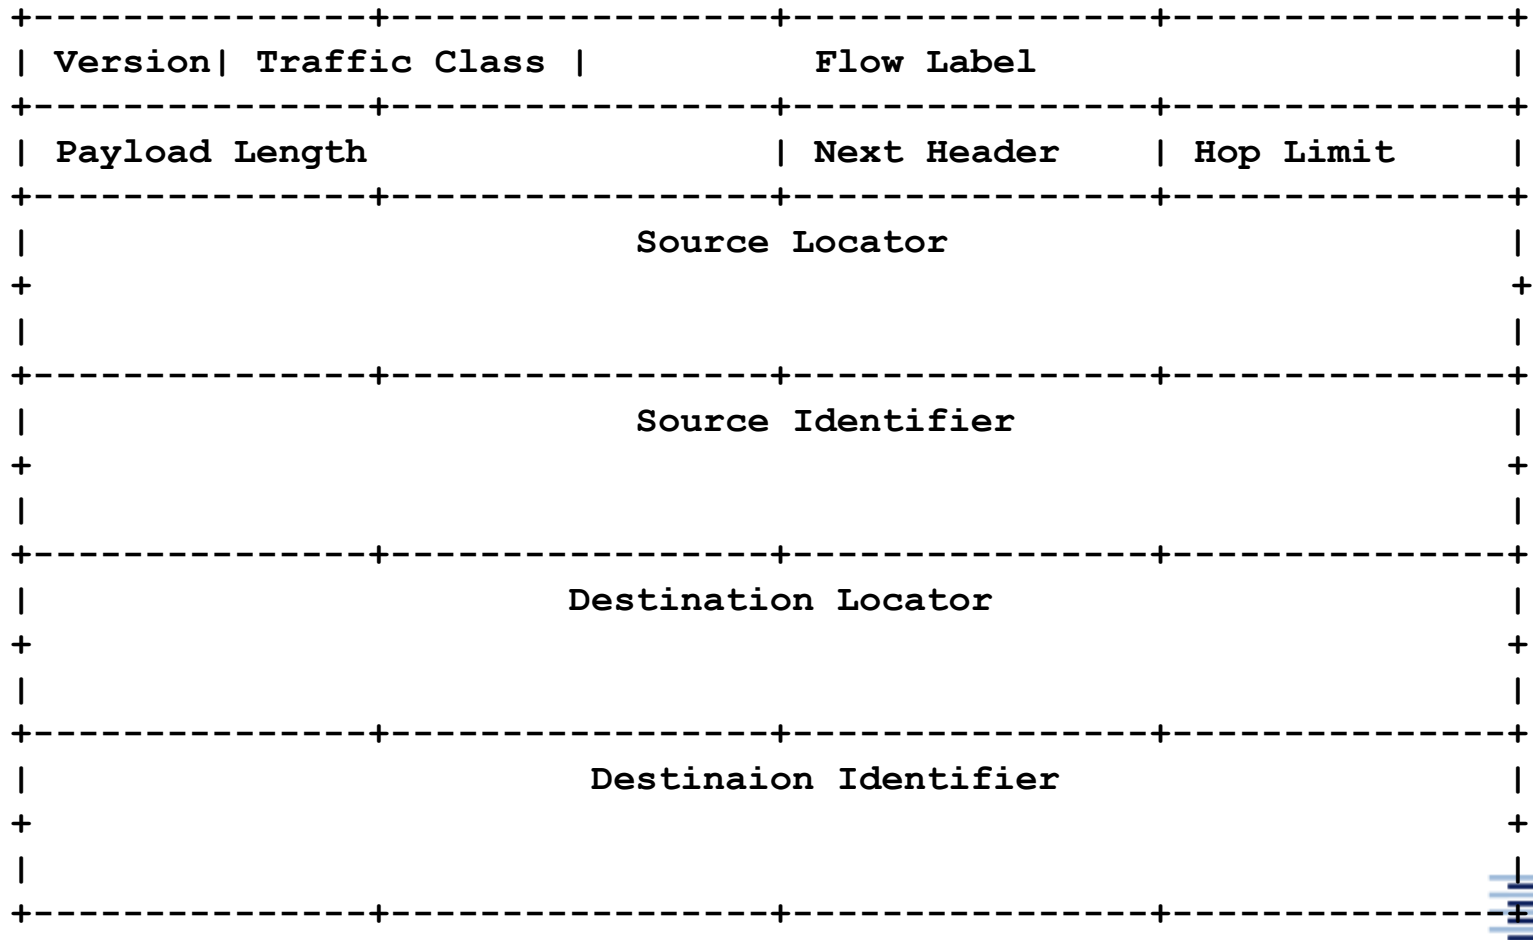 +---------------+-----------------+----------------+---------------+
| Version| Traffic Class | Flow Label |
+---------------+-----------------+----------------+---------------+
| Payload Length | Next Header | Hop Limit |
+---------------+-----------------+----------------+---------------+
| Source Locator |
+ +
| |
+---------------+-----------------+----------------+---------------+
| Source Identifier |
+ +
| |
+---------------+-----------------+----------------+---------------+
| Destination Locator |
+ +
| |
+---------------+-----------------+----------------+---------------+
| Destinaion Identifier |
+ +
| |
+---------------+-----------------+----------------+---------------+